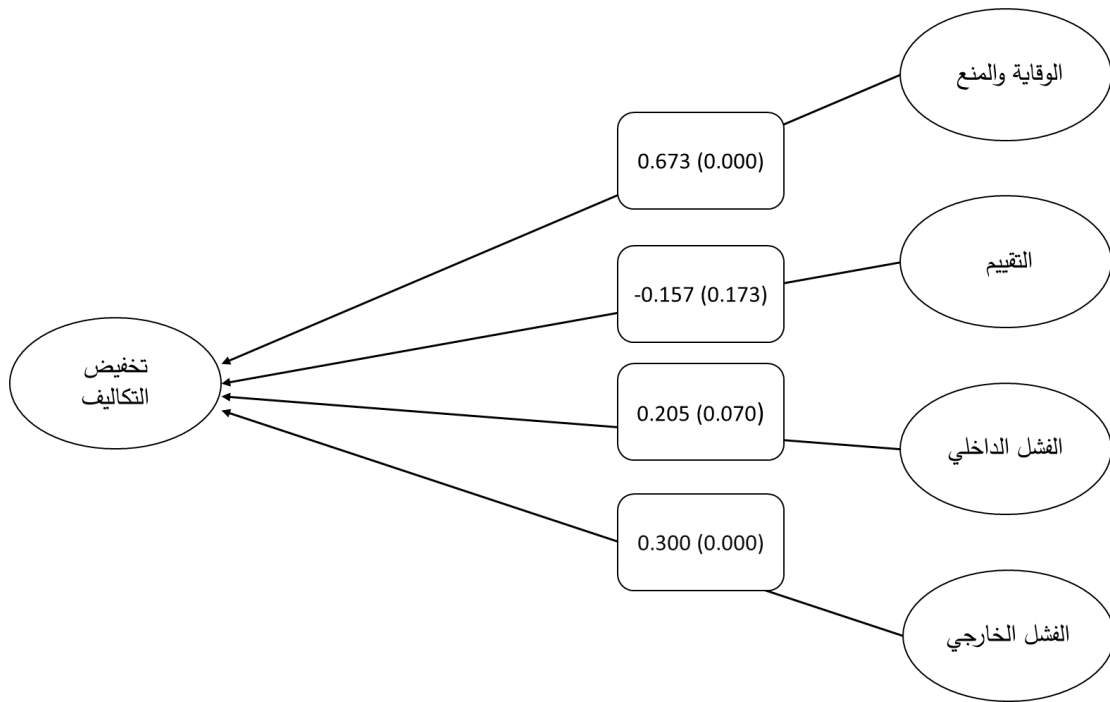 الوقاية والمنع
0.673 (0.000)
التقييم
-0.157 (0.173)
تخفيض
التكاليف
0.205 (0.070)
الفشل الداخلي
0.300 (0.000)
الفشل الخارجي